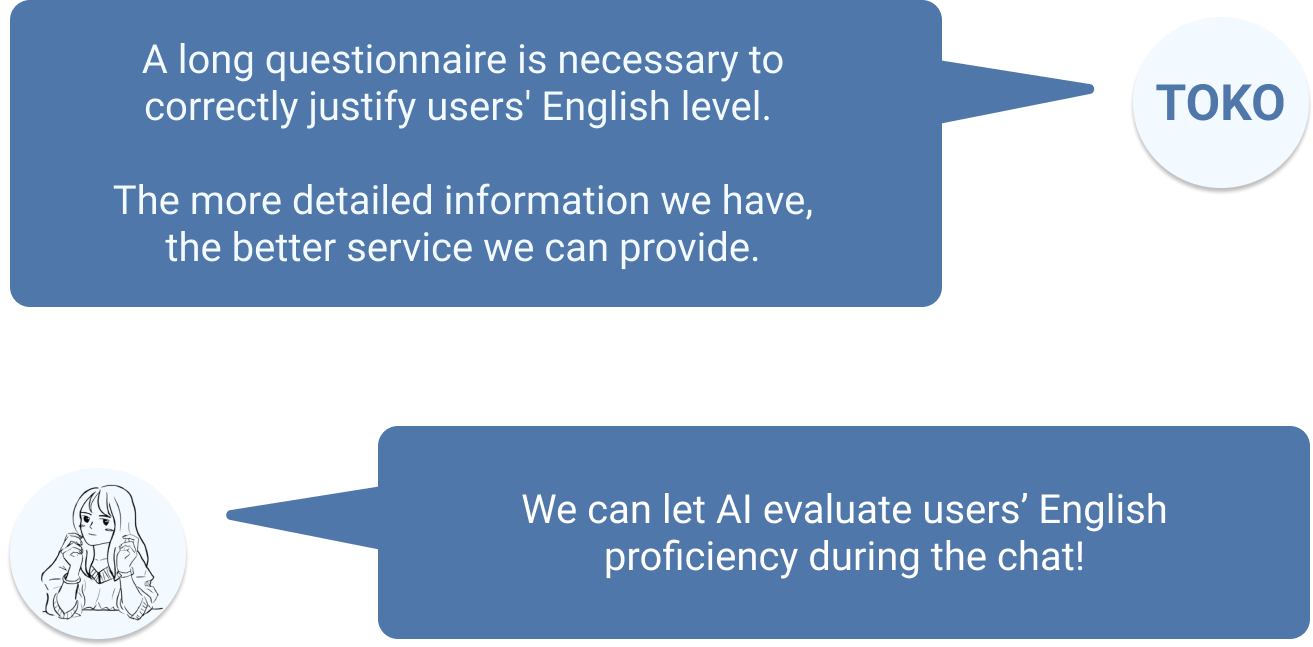 A long questionnaire is necessary to
correctly justify users' English level.
The more detailed information we have,
the better service we can provide.
TOKO
We can let AI evaluate users’ English
proficiency during the chat!